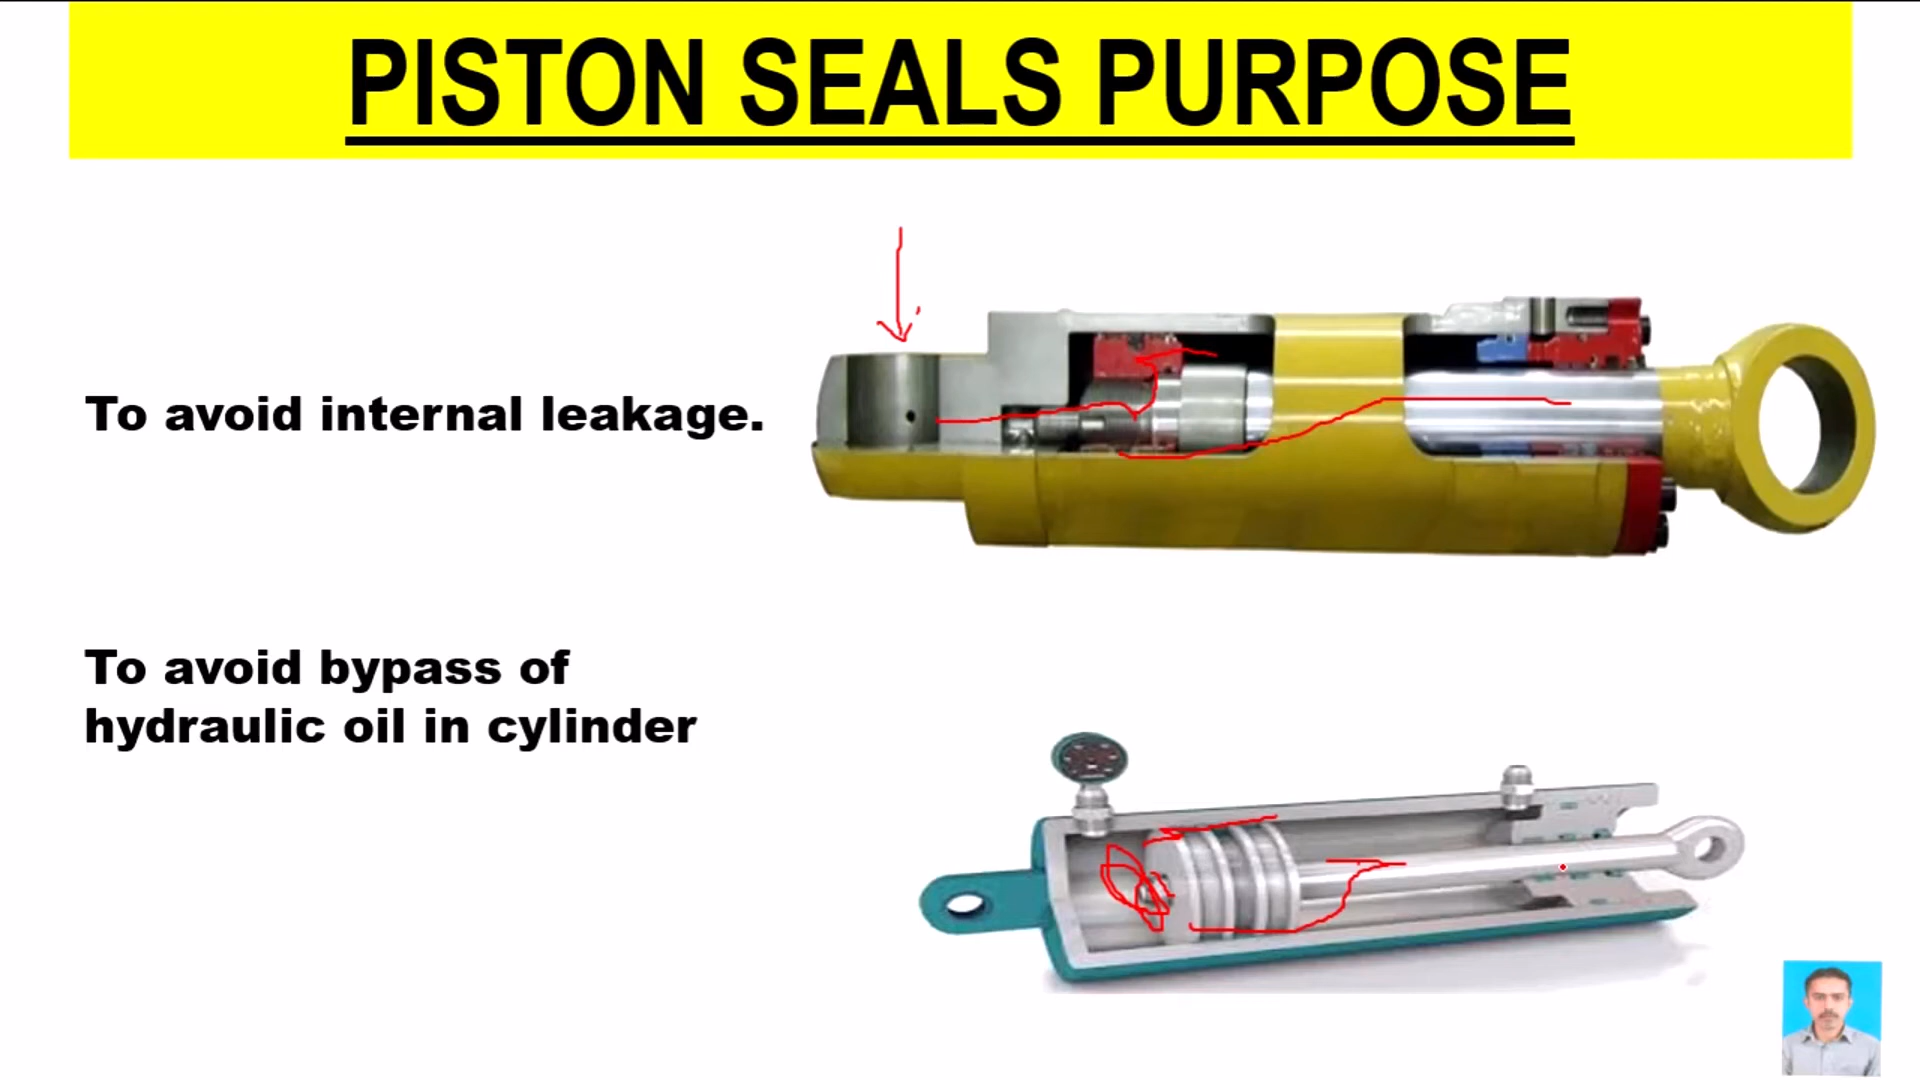 PISTON SEALS PURPOSE
To avoid internal leakage.
To avoid bypass of
hydraulic oil in cylinder